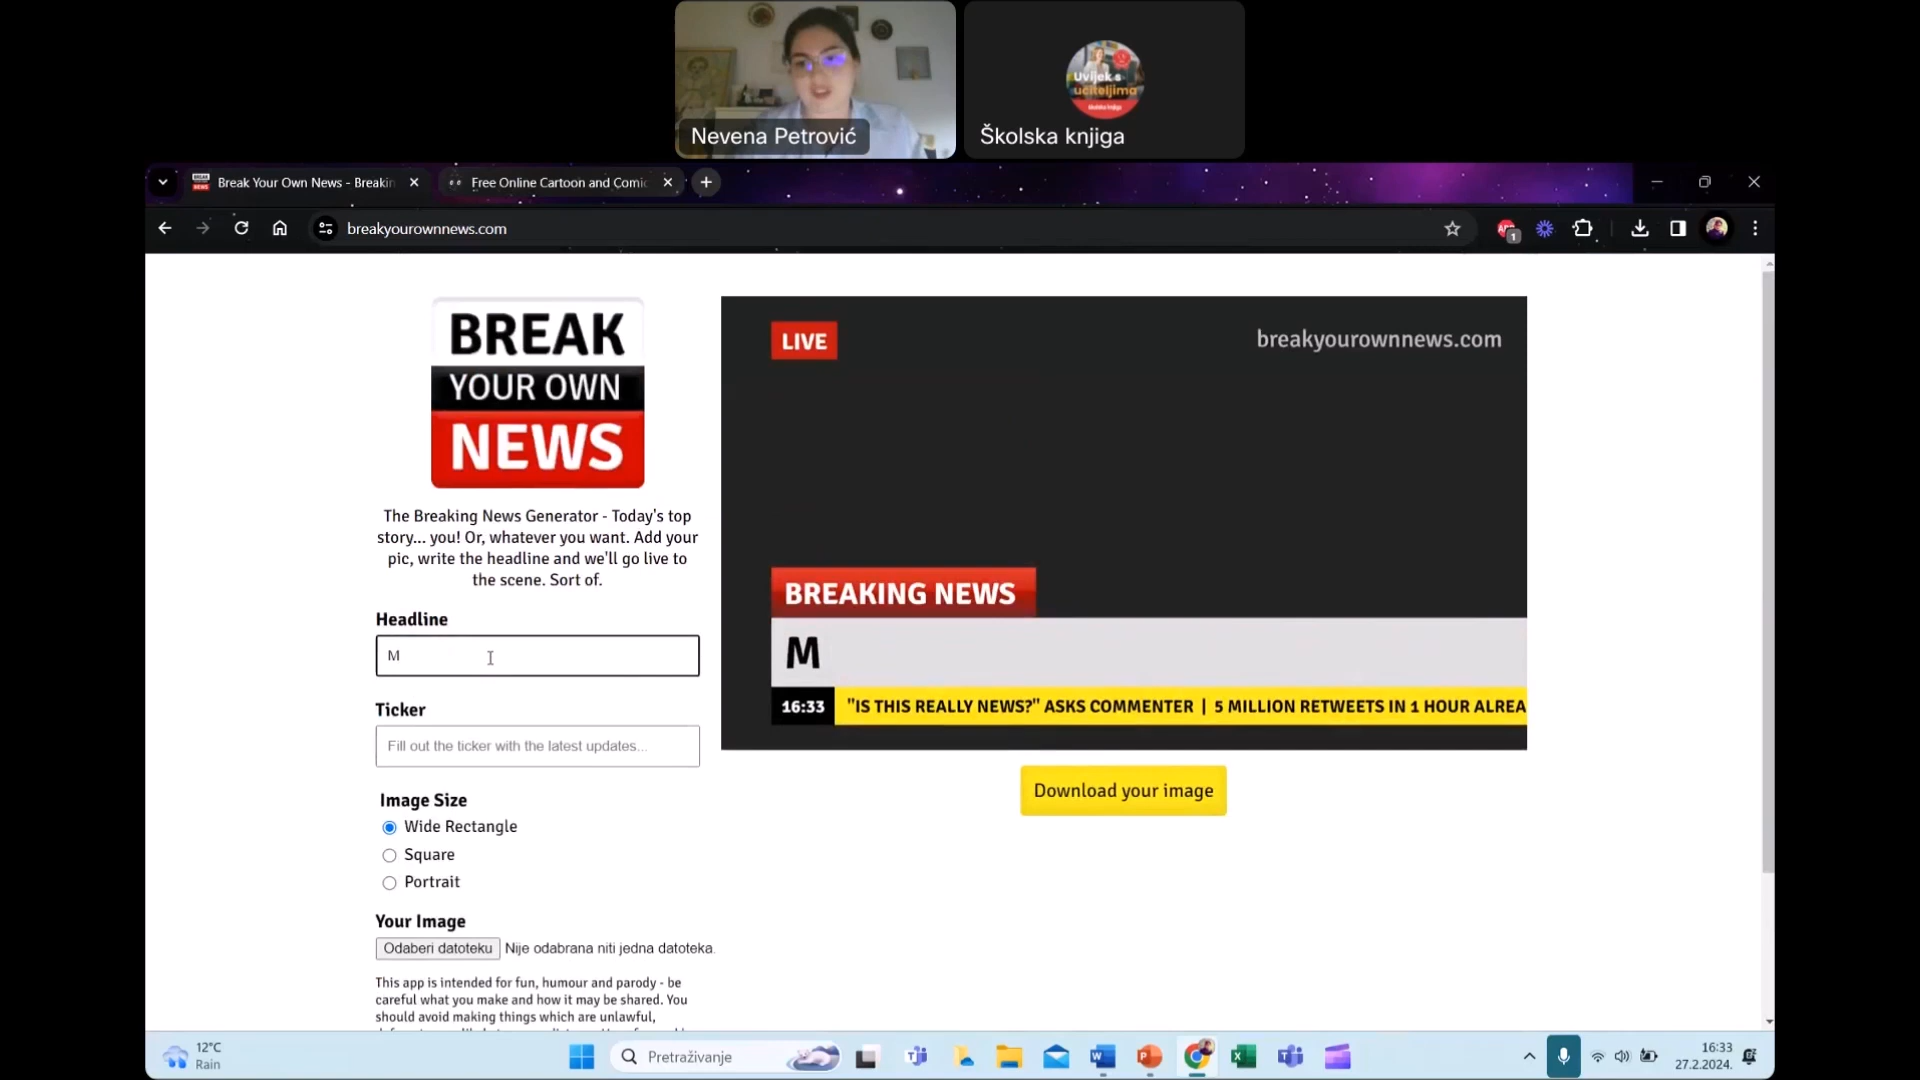 Uvijek s
učiteljima
školska knjiga
Nevena Petrović
Školska knjiga
Break Your Own News - Breakin
Free Online Cartoon and Comic
breakyourownnews.com
1
BREAK
YOUR OWN
NEWS
The Breaking News Generator - Today's top
story... you! Or, whatever you want. Add your
pic, write the headline and we'll go live to
the scene. Sort of.
Headline
M
Ticker
Fill out the ticker with the latest updates...
Image Size
Wide Rectangle
Square
Portrait
Your Image
Odaberi datoteku Nije odabrana niti jedna datoteka.
This app is intended for fun, humour and parody - be
careful what you make and how it may be shared. You
should avoid making things which are unlawful,
LIVE
breakyourownnews.com
BREAKING NEWS
M
16:33 "IS THIS REALLY NEWS?" ASKS COMMENTER | 5 MILLION RETWEETS IN 1 HOUR ALREA
Download your image
12°C
Rain
Pretraživanje
16:33
27.2.2024.